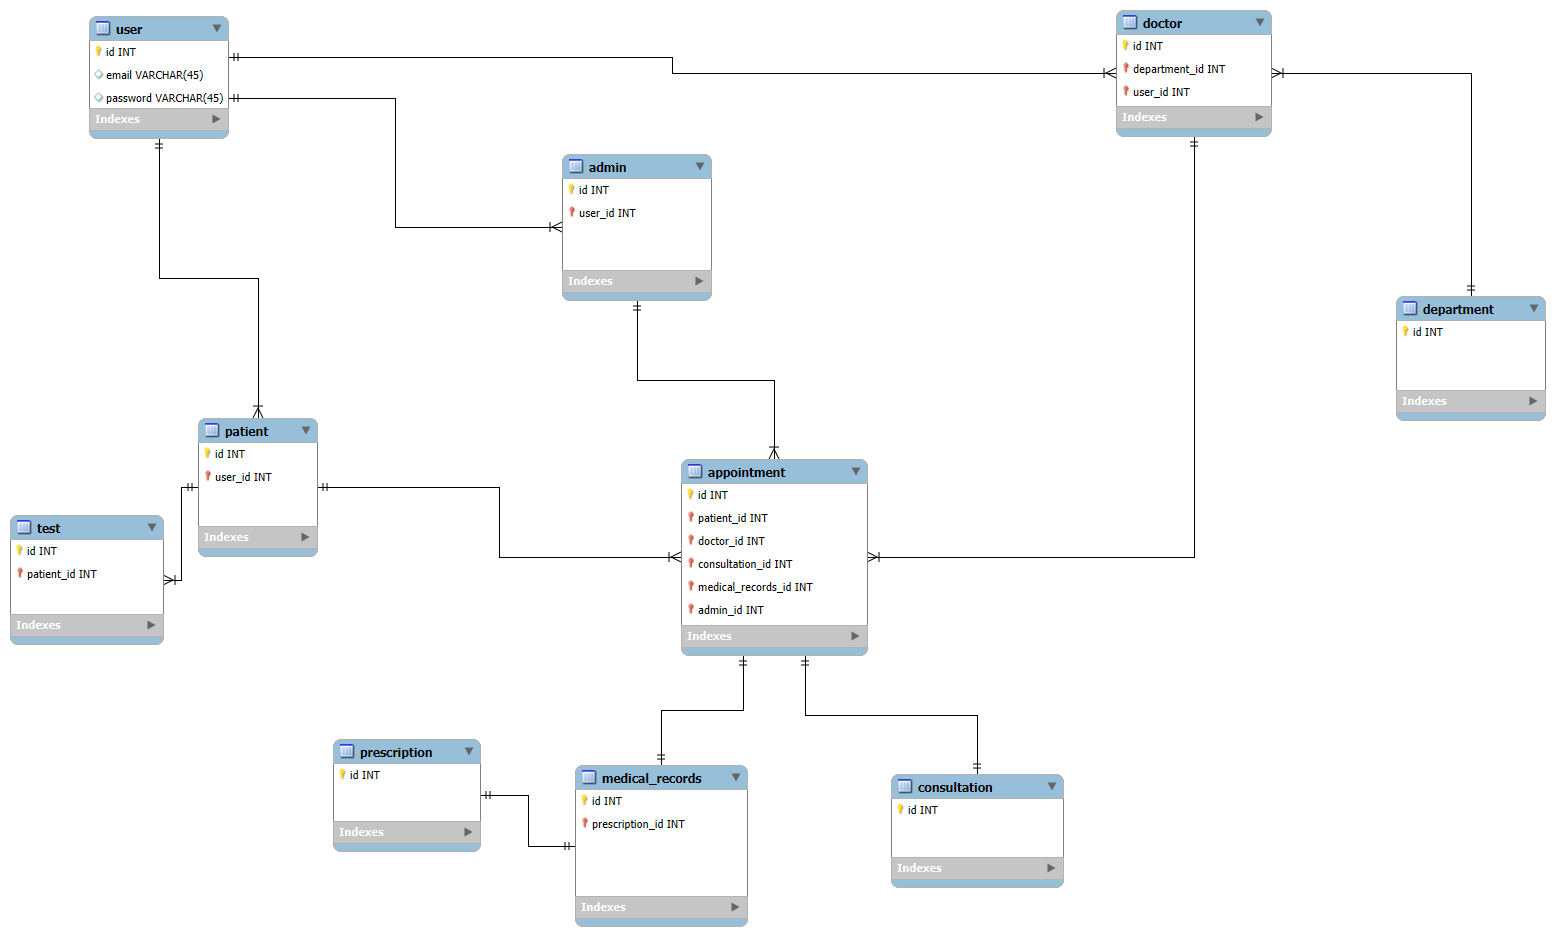 user
id INT
email VARCHAR(45)
password VARCHAR(45)
Indexes
doctor
id INT
department_id INT
user_id INT
Indexes
admin
id INT
user_id INT
Indexes
department
id INT
Indexes
patient
id INT
user_id INT
Indexes
test
id INT
patient_id INT
Indexes
appointment
id INT
patient_id INT
doctor_id INT
consultation_id INT
medical_records_id INT
admin_id INT
Indexes
prescription
id INT
Indexes
medical_records
id INT
prescription_id INT
Indexes
consultation
id INT
Indexes